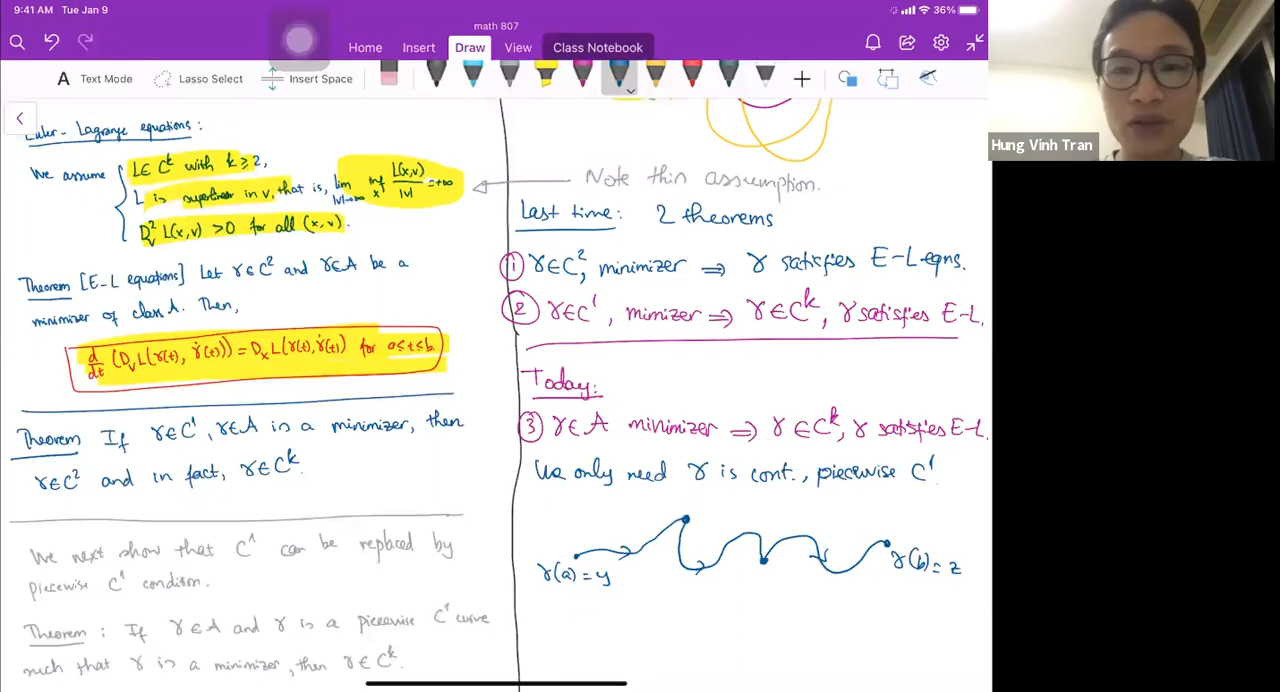 9:41 AM Tue Jan 9
36%
math 807
Home Insert Draw View Class Notebook
Text Mode
Lasso Select
Insert Space
Euler-Lagrange equations:
We assume { L∈ C^k with k≥2,
L is superlinear in v, that is, lim_{|v|→∞} inf_x L(x,v)/|v| = +∞
D_v^2 L(x,v) >0 for all (x,v).
Theorem [E-L equations] Let γ∈C^2 and γ∈A be a
minimizer of class A. Then,
d/dt (D_v L(γ(t), γ̇(t))) = D_x L(γ(t), γ̇(t)) for a≤t≤b.
Theorem If γ∈C^1, γ∈A is a minimizer, then
γ∈C^2 and in fact, γ∈C^k.
We next show that C^1 can be replaced by
piecewise C^1 condition.
Theorem: If γ∈A and γ is a piecewise C^1 curve
such that γ is a minimizer, then γ∈C^k.
Note this assumption.
Last time: 2 theorems
① γ∈C^2, minimizer ⟹ γ satisfies E-L eqns.
② γ∈C^1, mimizer ⟹ γ∈C^k, γ satisfies E-L.
Today:
③ γ∈A minimizer ⟹ γ∈C^k, γ satisfies E-L.
We only need γ is cont., piecewise C^1
γ(a)=y
γ(b)=z
Hung Vinh Tran